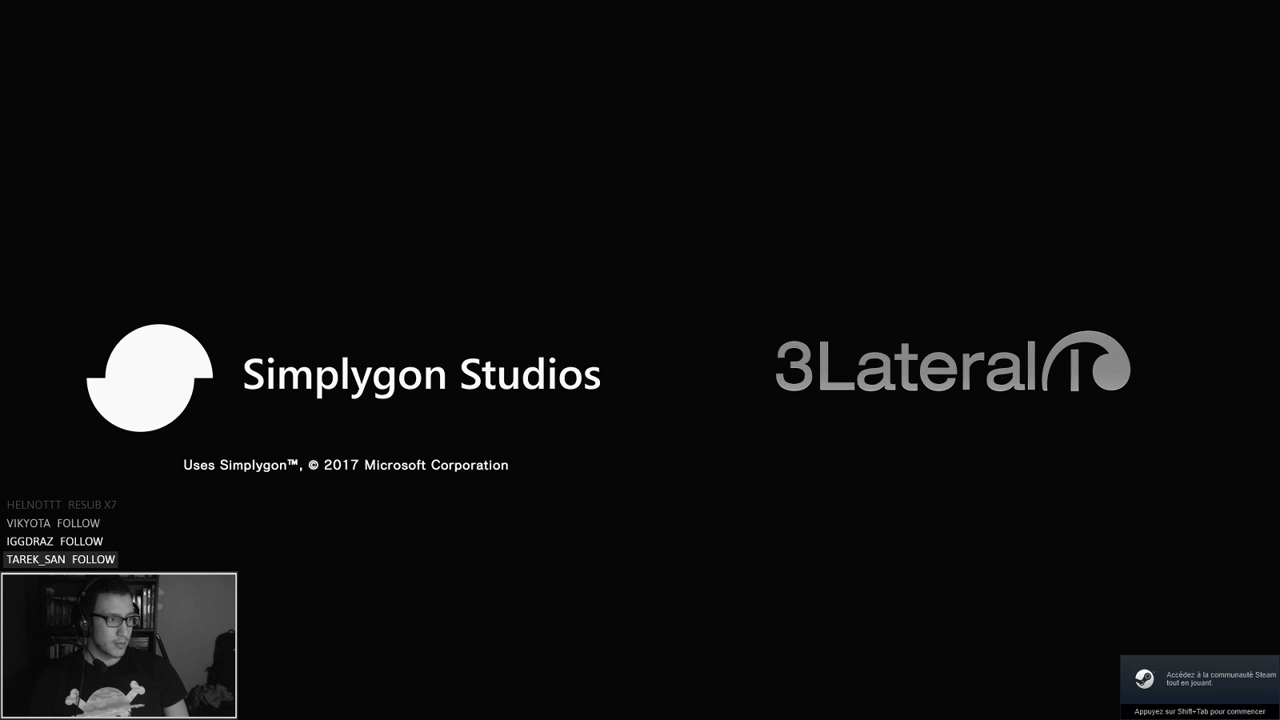 Simplygon Studios
3Lateral
Uses Simplygon™, © 2017 Microsoft Corporation
HELNOTTT RESUB X7
VIKYOTA FOLLOW
IGGDRAZ FOLLOW
TAREK_SAN FOLLOW
Accédez à la communauté Steam
tout en jouant.
Appuyez sur Shift+Tab pour commencer